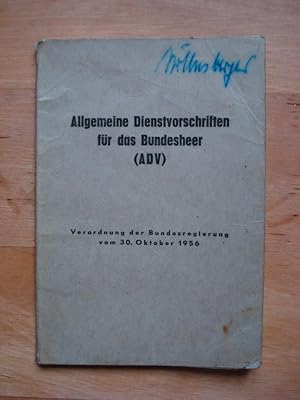 Allgemeine Dienstvorschriften
für das Bundesheer
(ADV)
Verordnung der Bundesregierung
vom 30. Oktober 1956